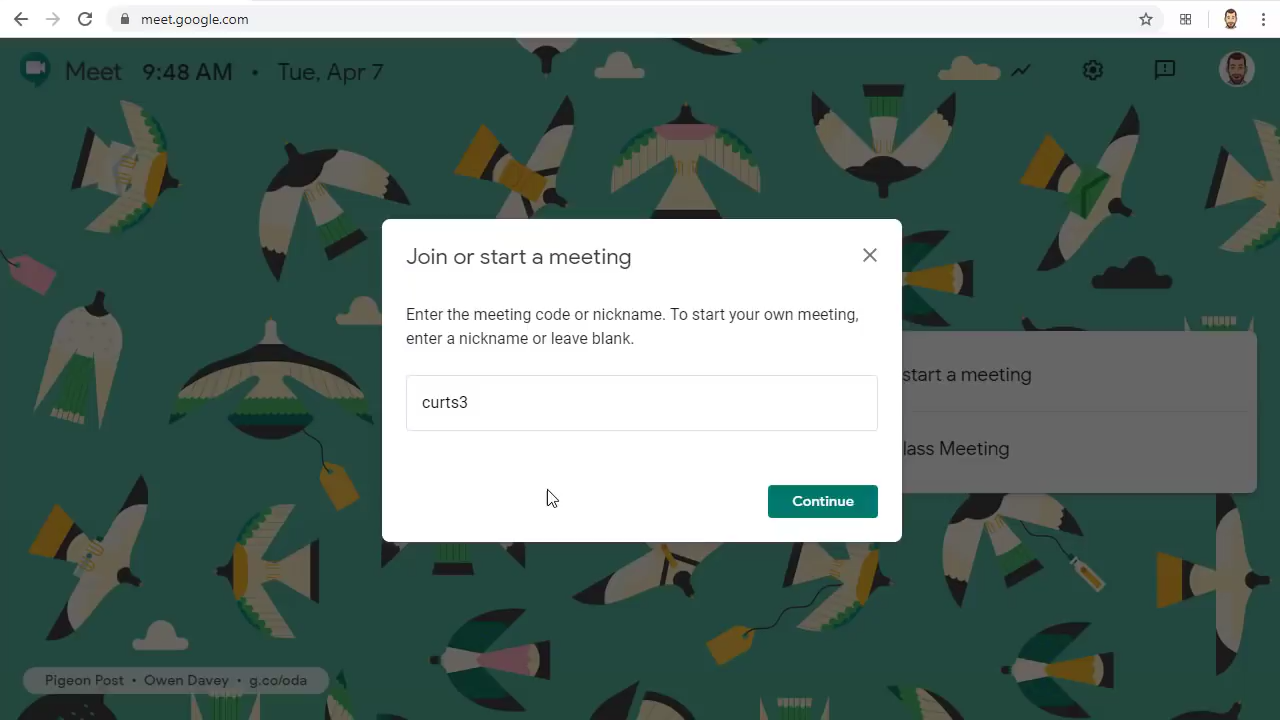 meet.google.com
Meet 9:48 AM • Tue, Apr 7
Join or start a meeting
Enter the meeting code or nickname. To start your own meeting,
enter a nickname or leave blank.
start a meeting
curts3
lass Meeting
Continue
Pigeon Post • Owen Davey • g.co/oda